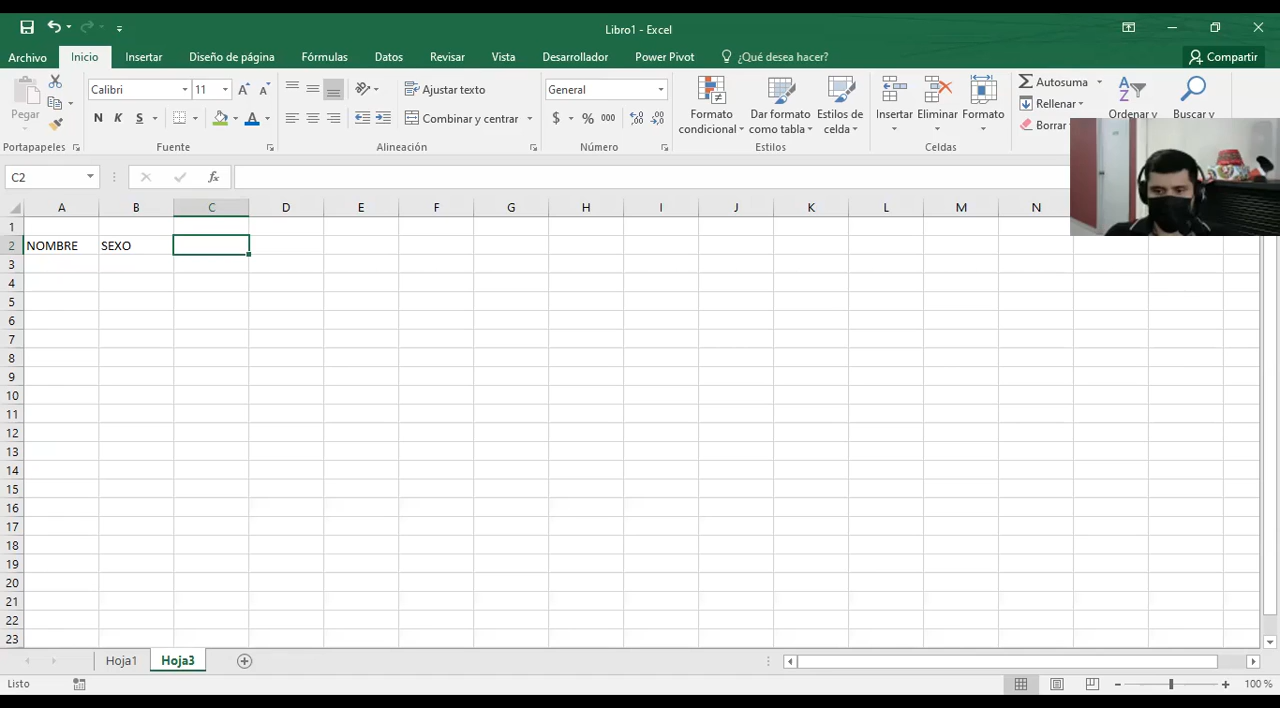 Libro1 - Excel
Archivo Inicio Insertar Diseño de página Fórmulas Datos Revisar Vista Desarrollador Power Pivot ¿Qué desea hacer? Compartir
Pegar
Calibri 11
N K S
Ajustar texto
Combinar y centrar
General
$ % 000
Formato condicional
Dar formato como tabla
Estilos de celda
Insertar Eliminar Formato
Autosuma
Rellenar
Borrar
Ordenar y
Buscar y
Portapapeles Fuente Alineación Número Estilos Celdas
C2 fx
A B C D E F G H I J K L M N
1
2 NOMBRE SEXO
3
4
5
6
7
8
9
10
11
12
13
14
15
16
17
18
19
20
21
22
23
Hoja1 Hoja3
Listo 100 %